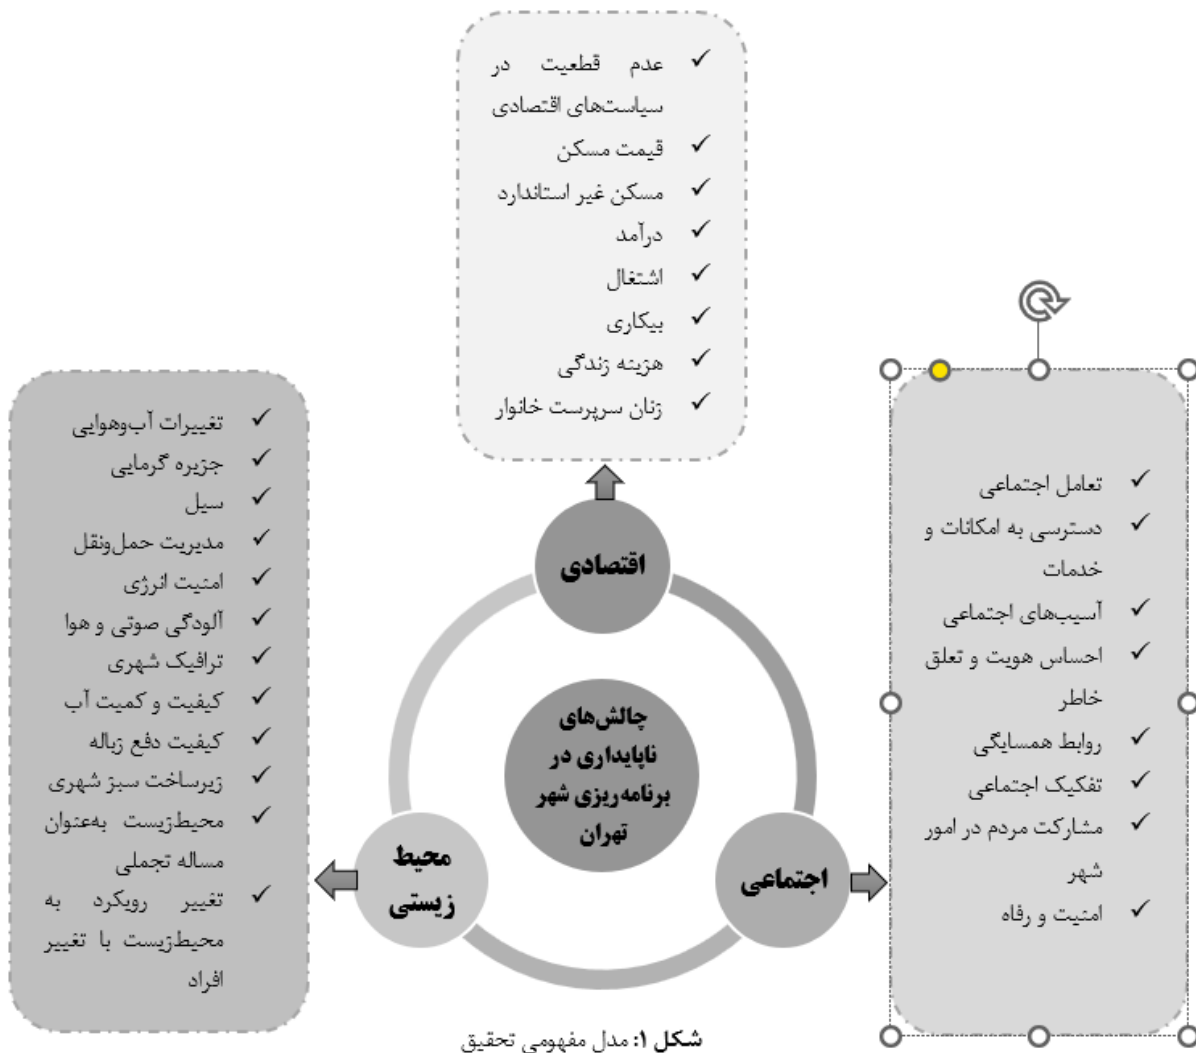 ✓ عدم قطعیت در
سیاست‌های اقتصادی
✓ قیمت مسکن
✓ مسکن غیر استاندارد
✓ درآمد
✓ اشتغال
✓ بیکاری
✓ هزینه زندگی
✓ زنان سرپرست خانوار
✓ تعامل اجتماعی
✓ دسترسی به امکانات و
خدمات
✓ آسیب‌های اجتماعی
✓ احساس هویت و تعلق
خاطر
✓ روابط همسایگی
✓ تفکیک اجتماعی
✓ مشارکت مردم در امور
شهر
✓ امنیت و رفاه
اقتصادی
چالش‌های
ناپایداری در
برنامه‌ریزی شهر
تهران
اجتماعی
محیط
زیستی
✓ تغییرات آب‌وهوایی
✓ جزیره گرمایی
✓ سیل
✓ مدیریت حمل‌ونقل
✓ امنیت انرژی
✓ آلودگی صوتی و هوا
✓ ترافیک شهری
✓ کیفیت و کمیت آب
✓ کیفیت دفع زباله
✓ زیرساخت سبز شهری
✓ محیط‌زیست به‌عنوان
مساله تجملی
✓ تغییر رویکرد به
محیط‌زیست با تغییر
افراد
شکل ۱: مدل مفهومی تحقیق